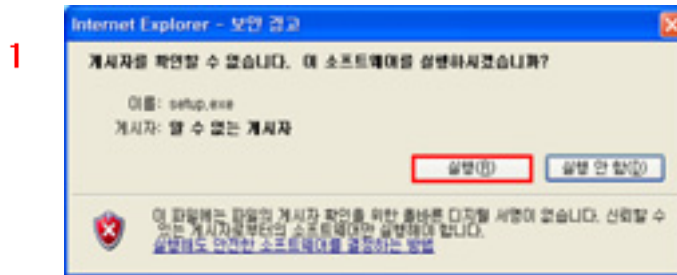 1
Internet Explorer - 보안 경고
게시자를 확인할 수 없습니다. 이 소프트웨어를 실행하시겠습니까?
이름: setup.exe
게시자: 알 수 없는 게시자
실행(R) 실행 안 함(D)
이 파일에는 파일의 게시자 확인을 위한 올바른 디지털 서명이 없습니다. 신뢰할 수
있는 게시자로부터의 소프트웨어만 실행해야 합니다.
실행해도 안전한 소프트웨어를 결정하는 방법